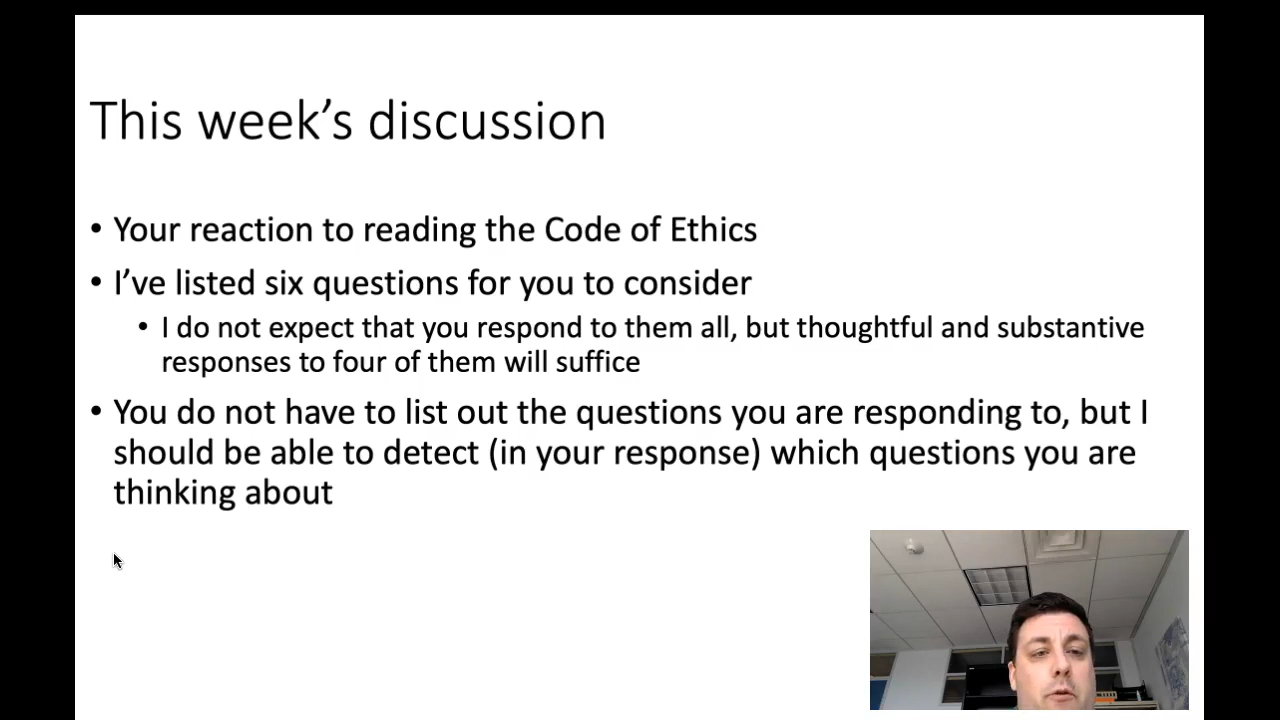 This week’s discussion
• Your reaction to reading the Code of Ethics
• I’ve listed six questions for you to consider
• I do not expect that you respond to them all, but thoughtful and substantive
responses to four of them will suffice
• You do not have to list out the questions you are responding to, but I
should be able to detect (in your response) which questions you are
thinking about